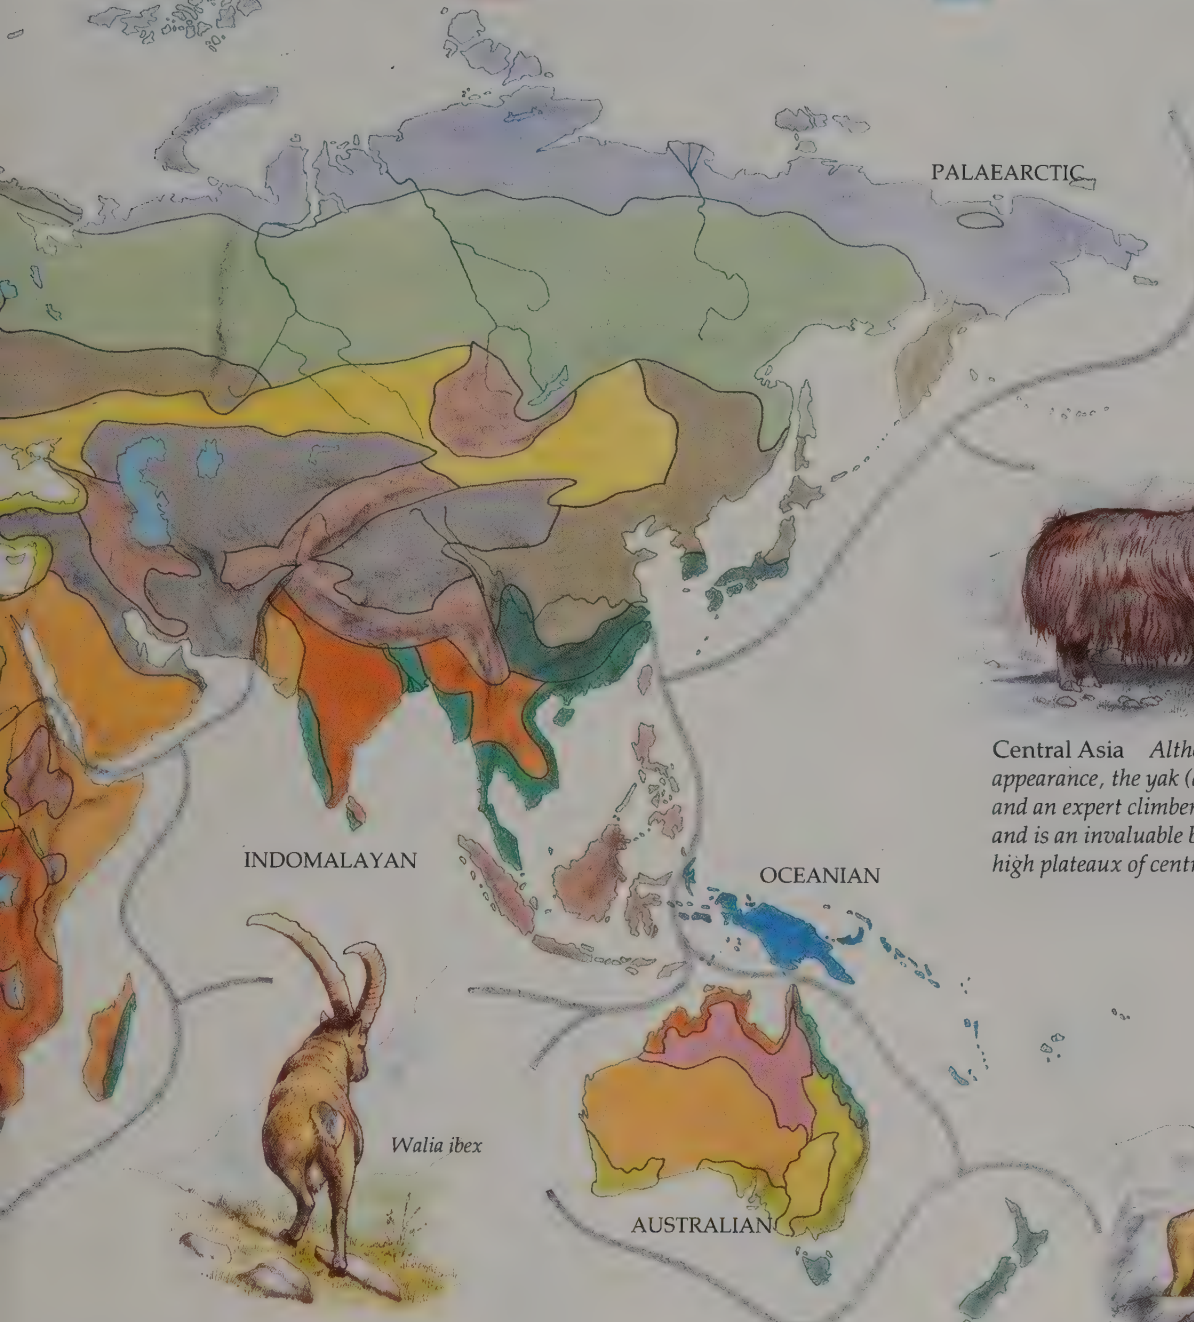 PALAEARCTIC
Central Asia Altho
appearance, the yak (
and an expert climber
and is an invaluable b
high plateaux of centr
INDOMALAYAN
OCEANIAN
Walia ibex
AUSTRALIAN